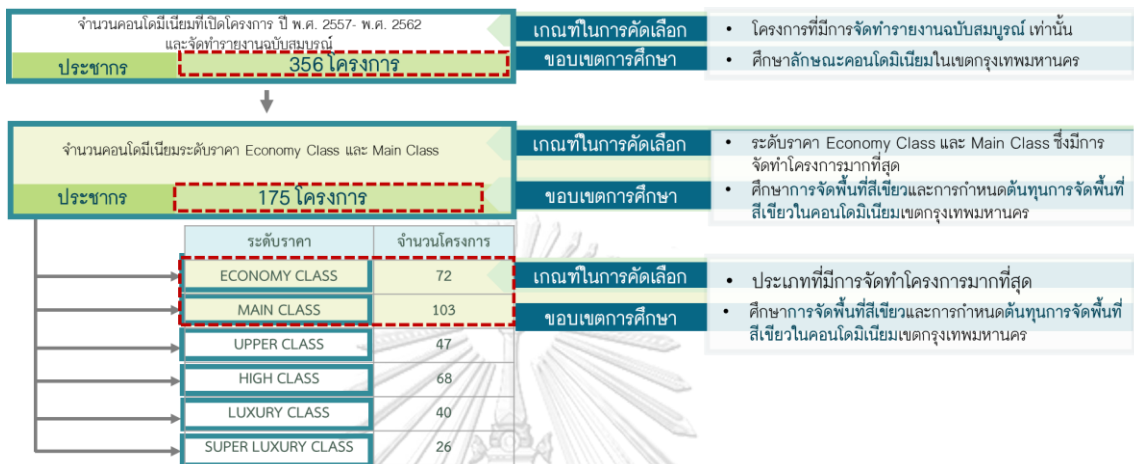 จำนวนคอนโดมิเนียมที่เปิดโครงการ ปี พ.ศ. 2557- พ.ศ. 2562
และจัดทำรายงานฉบับสมบูรณ์
ประชากร
356 โครงการ
เกณฑ์ในการคัดเลือก
• โครงการที่มีการจัดทำรายงานฉบับสมบูรณ์ เท่านั้น
ขอบเขตการศึกษา
• ศึกษาลักษณะคอนโดมิเนียมในเขตกรุงเทพมหานคร
จำนวนคอนโดมีเนียมระดับราคา Economy Class และ Main Class
ประชากร
175 โครงการ
เกณฑ์ในการคัดเลือก
• ระดับราคา Economy Class และ Main Class ซึ่งมีการ
จัดทำโครงการมากที่สุด
ขอบเขตการศึกษา
• ศึกษาการจัดพื้นที่สีเขียวและการกำหนดต้นทุนการจัดพื้นที่
สีเขียวในคอนโดมิเนียมเขตกรุงเทพมหานคร
ระดับราคา จำนวนโครงการ
ECONOMY CLASS 72
MAIN CLASS 103
UPPER CLASS 47
HIGH CLASS 68
LUXURY CLASS 40
SUPER LUXURY CLASS 26
เกณฑ์ในการคัดเลือก
• ประเภทที่มีการจัดทำโครงการมากที่สุด
ขอบเขตการศึกษา
• ศึกษาการจัดพื้นที่สีเขียวและการกำหนดต้นทุนการจัดพื้นที่
สีเขียวในคอนโดมิเนียมเขตกรุงเทพมหานคร